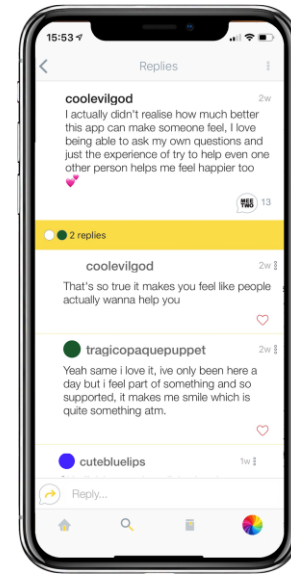 15:53
Replies
coolevilgod 2w
I actually didn't realise how much better
this app can make someone feel, I love
being able to ask my own questions and
just the experience of try to help even one
other person helps me feel happier too
MEE TWO 13
2 replies
coolevilgod 2w
That's so true it makes you feel like people
actually wanna help you
tragicopaquepuppet 2w
Yeah same i love it, ive only been here a
day but i feel part of something and so
supported, it makes me smile which is
quite something atm.
cutebluelips 1w
Reply...